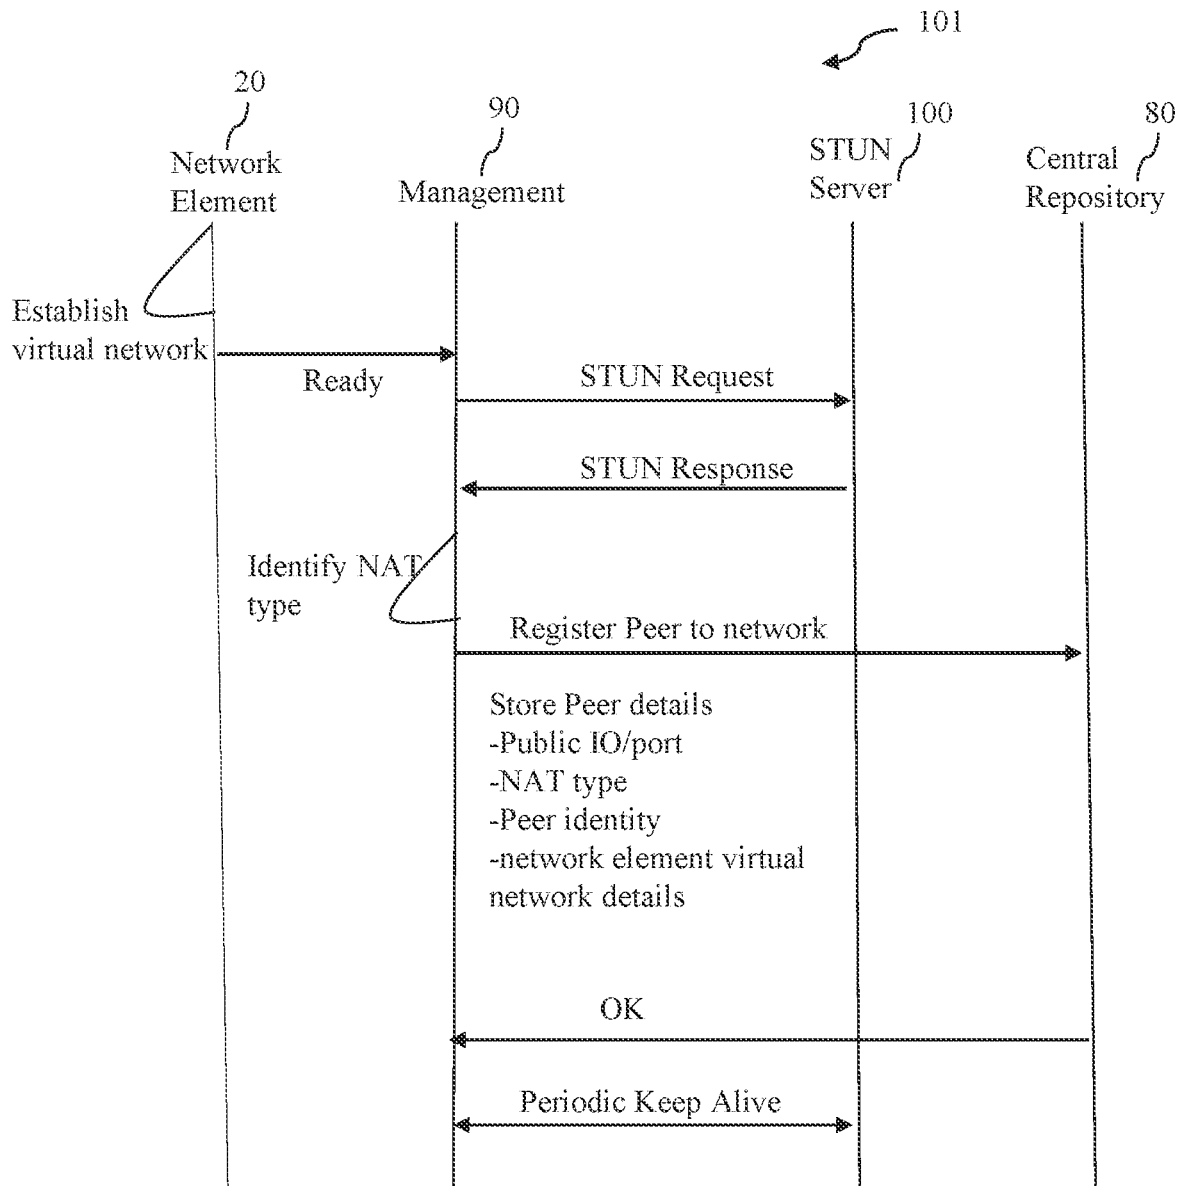 101
20
90
100
80
Network
Element
Management
STUN
Server
Central
Repository
Establish
virtual network
Ready
STUN Request
STUN Response
Identify NAT
type
Register Peer to network
Store Peer details
-Public IO/port
-NAT type
-Peer identity
-network element virtual
network details
OK
Periodic Keep Alive